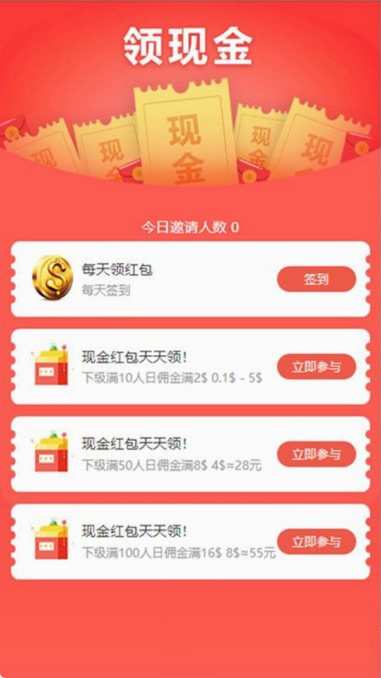 领现金
现金
现金
现金
现金
现金
今日邀请人数 0
每天领红包
每天签到
签到
现金红包天天领!
下级满10人日佣金满2$ 0.1$ - 5$
立即参与
现金红包天天领!
下级满50人日佣金满8$ 4$≈28元
立即参与
现金红包天天领!
下级满100人日佣金满16$ 8$≈55元
立即参与